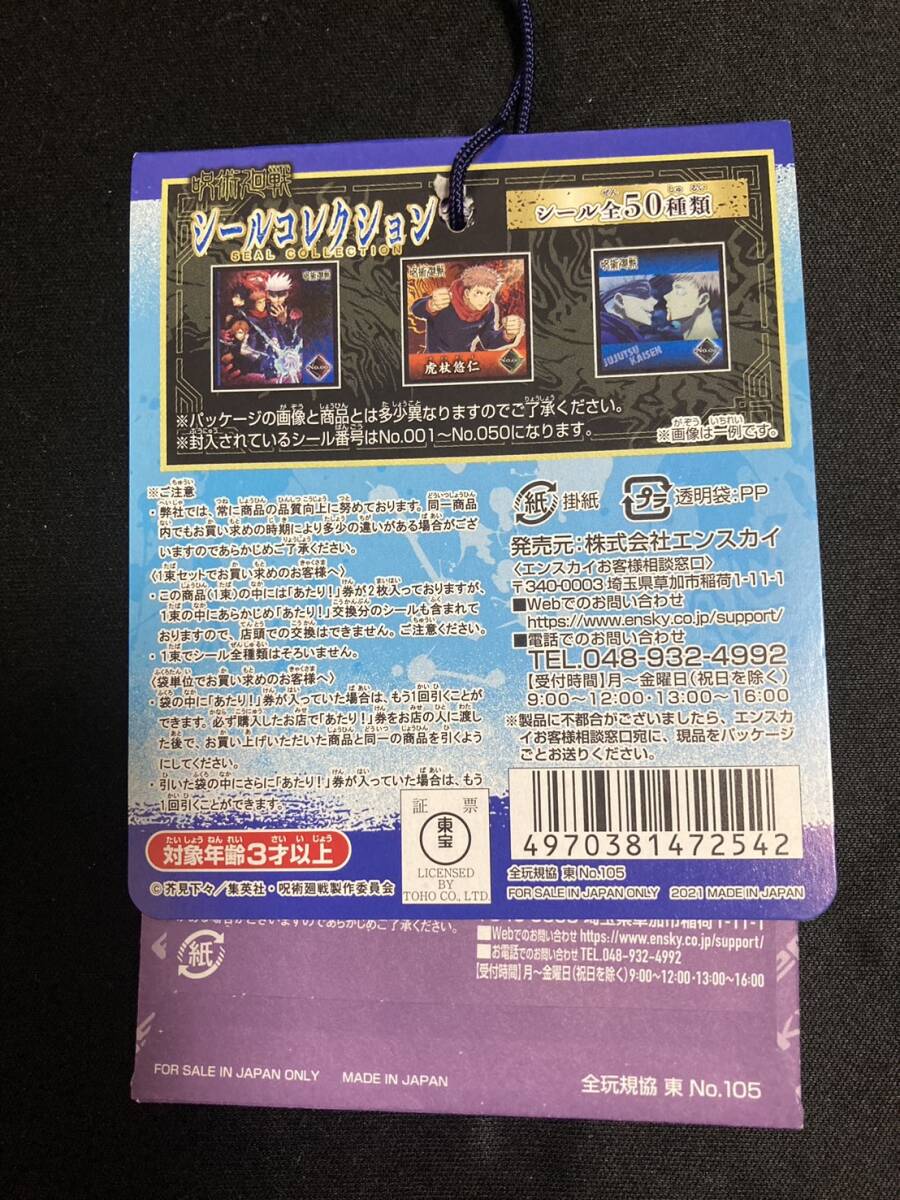 呪術廻戦
シールコレクション
SEAL COLLECTION
シール全50種類
呪術廻戦
呪術廻戦
虎杖悠仁
呪術廻戦
JUJUTSU KAISEN
※パッケージの画像と商品とは多少異なりますのでご了承ください。
※封入されているシール番号はNo.001〜No.050になります。
※画像は一例です。
※ご注意
・弊社では、常に商品の品質向上に努めております。同一商品
内でもお買い求めの時期により多少の違いがある場合がござ
いますのであらかじめご了承ください。
〈1束セットでお買い求めのお客様へ〉
・この商品(1束)の中には「あたり!」券が2枚入っておりますが、
1束の中にあらかじめ「あたり!」交換分のシールも含まれて
おりますので、店頭での交換はできません。ご注意ください。
・1束でシール全種類はそろいません。
〈袋単位でお買い求めのお客様へ〉
・袋の中に「あたり!」券が入っていた場合は、もう1回引くことが
できます。必ず購入したお店で「あたり!」券をお店の人に渡し
た後で、お買い上げいただいた商品と同一の商品を引くよう
にしてください。
・引いた袋の中にさらに「あたり!」券が入っていた場合は、もう
1回引くことができます。
対象年齢3才以上
©芥見下々/集英社・呪術廻戦製作委員会
証 票
東宝
LICENSED
BY
TOHO CO., LTD.
紙 掛紙 プラ 透明袋:PP
発売元:株式会社エンスカイ
〈エンスカイお客様相談窓口〉
〒340-0003 埼玉県草加市稲荷1-11-1
■Webでのお問い合わせ
https://www.ensky.co.jp/support/
■電話でのお問い合わせ
TEL.048-932-4992
【受付時間】月〜金曜日(祝日を除く)
9:00〜12:00・13:00〜16:00
※製品に不都合がございましたら、エンスカ
イお客様相談窓口宛に、現品をパッケージ
ごとお送りください。
4970381472542
全玩規協 東 No.105
FOR SALE IN JAPAN ONLY 2021 MADE IN JAPAN
紙
■Webでのお問い合わせ https://www.ensky.co.jp/support/
■お電話でのお問い合わせ TEL.048-932-4992
【受付時間】月〜金曜日(祝日を除く)9:00〜12:00・13:00〜16:00
FOR SALE IN JAPAN ONLY MADE IN JAPAN
全玩規協 東 No.105